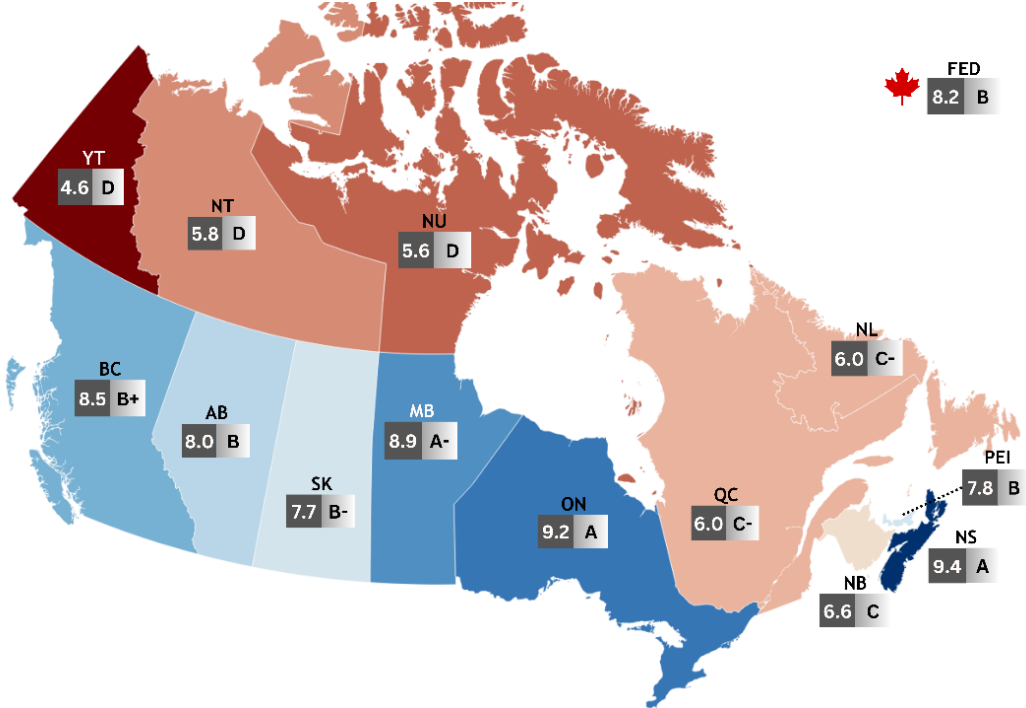 FED
8.2 B
YT
4.6 D
NT
5.8 D
NU
5.6 D
NL
6.0 C-
BC
8.5 B+
AB
8.0 B
MB
8.9 A-
SK
7.7 B-
ON
9.2 A
QC
6.0 C-
PEI
7.8 B
NS
9.4 A
NB
6.6 C